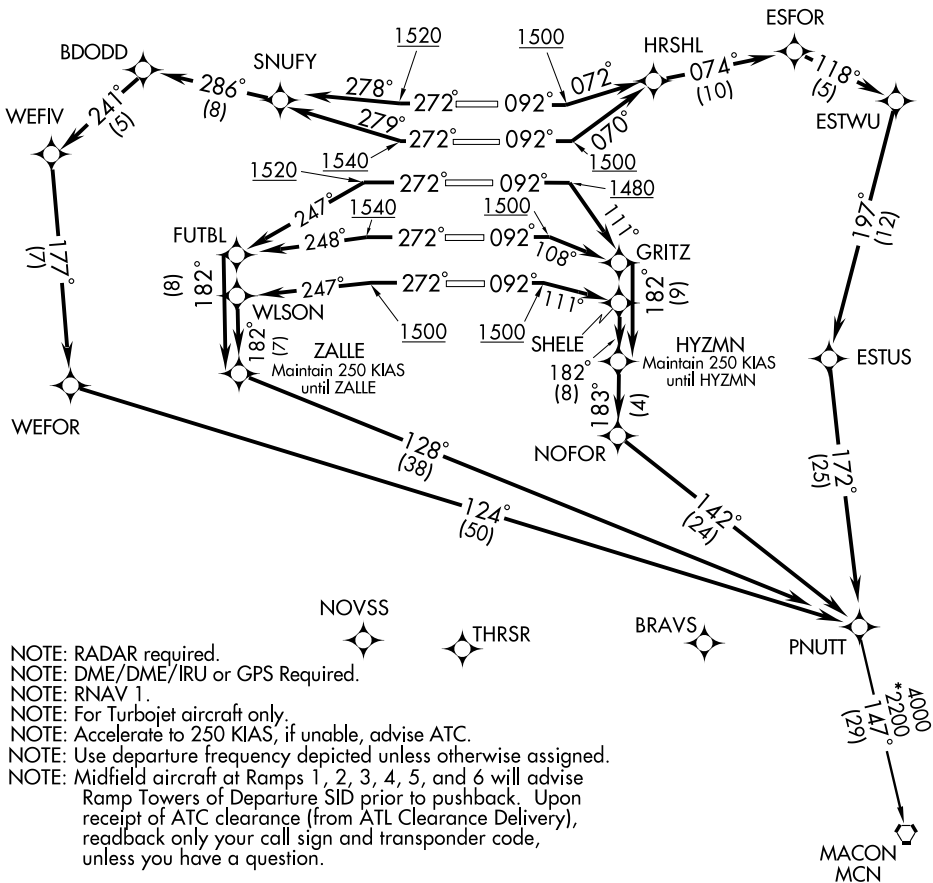 ESFOR
1520
1500
BDODD
SNUFY
HRSHL
074°
(10)
118°
(5)
286°
(8)
278°
272°
092°
072°
WEFIV
241°
(5)
ESTWU
279°
272°
092°
070°
1540
1500
1520
272°
092°
1480
247°
1540
1500
111°
197°
(12)
FUTBL
248°
272°
092°
108°
GRITZ
177°
(7)
(8)
182°
247°
272°
092°
111°
182°
(9)
WLSON
1500
1500
SHELE
182°
(7)
ZALLE
Maintain 250 KIAS
until ZALLE
HYZMN
Maintain 250 KIAS
until HYZMN
ESTUS
182°
(8)
183°
(4)
WEFOR
NOFOR
128°
(38)
172°
(25)
124°
(50)
142°
(24)
NOVSS
THRSR
BRAVS
PNUTT
4000
*2200
147°
(29)
MACON
MCN
NOTE: RADAR required.
NOTE: DME/DME/IRU or GPS Required.
NOTE: RNAV 1.
NOTE: For Turbojet aircraft only.
NOTE: Accelerate to 250 KIAS, if unable, advise ATC.
NOTE: Use departure frequency depicted unless otherwise assigned.
NOTE: Midfield aircraft at Ramps 1, 2, 3, 4, 5, and 6 will advise
Ramp Towers of Departure SID prior to pushback. Upon
receipt of ATC clearance (from ATL Clearance Delivery),
readback only your call sign and transponder code,
unless you have a question.